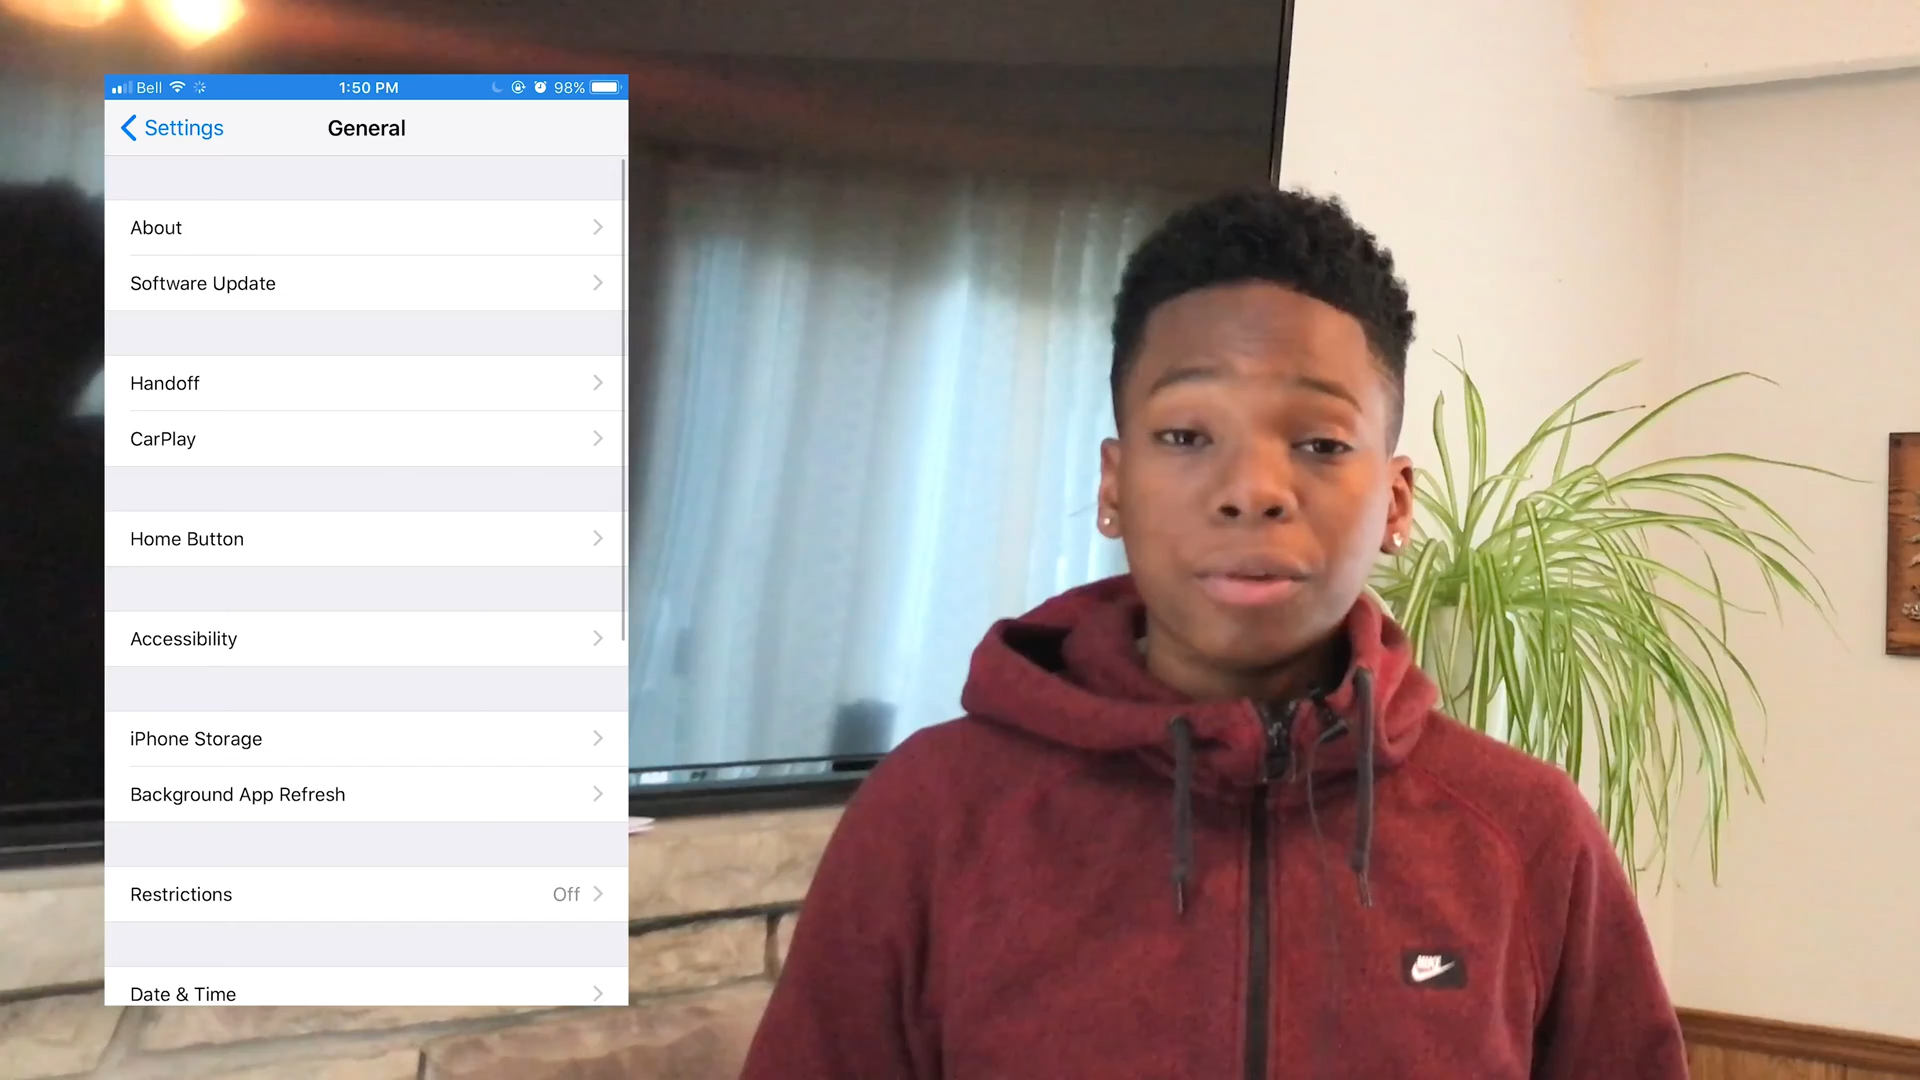 Bell 1:50 PM 98%
Settings General
About
Software Update
Handoff
CarPlay
Home Button
Accessibility
iPhone Storage
Background App Refresh
Restrictions Off
Date & Time
NIKE